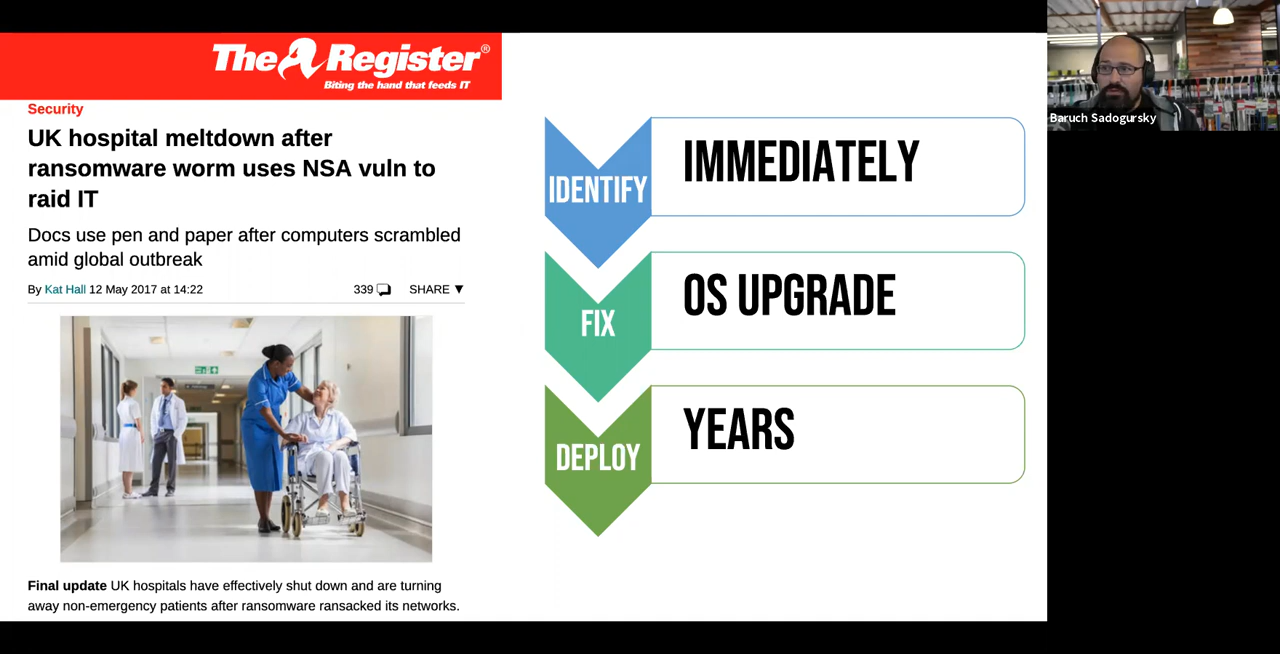 The Register®
Biting the hand that feeds IT
Security
UK hospital meltdown after
ransomware worm uses NSA vuln to
raid IT
Docs use pen and paper after computers scrambled
amid global outbreak
By Kat Hall 12 May 2017 at 14:22
339
SHARE ▼
Final update UK hospitals have effectively shut down and are turning
away non-emergency patients after ransomware ransacked its networks.
IDENTIFY
IMMEDIATELY
FIX
OS UPGRADE
DEPLOY
YEARS
Baruch Sadogursky